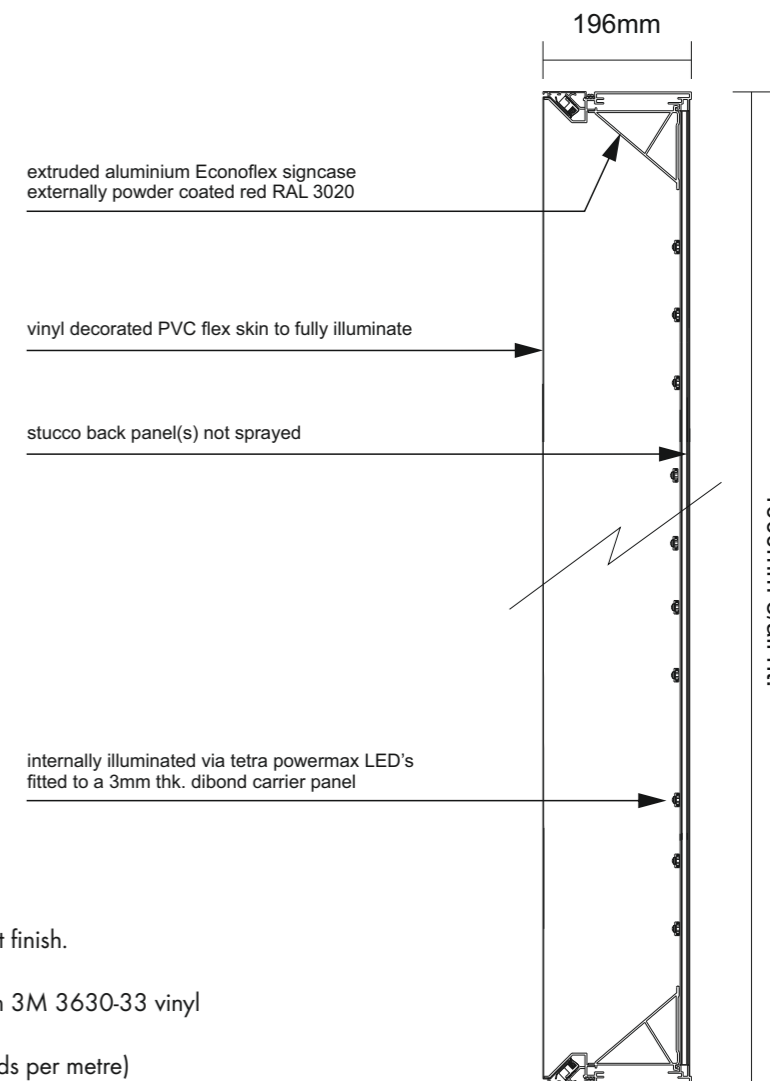 196mm
extruded aluminium Econoflex signcase
externally powder coated red RAL 3020
vinyl decorated PVC flex skin to fully illuminate
stucco back panel(s) not sprayed
internally illuminated via tetra powermax LED's
fitted to a 3mm thk. dibond carrier panel
finish.
3M 3630-33 vinyl
per metre)